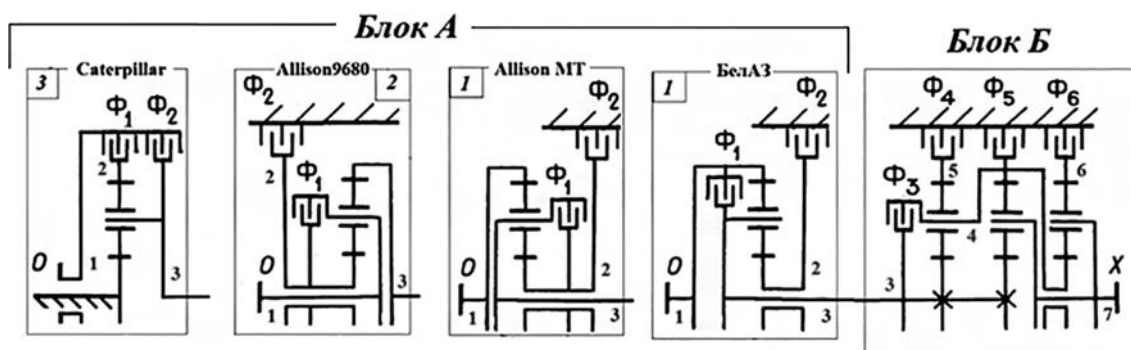 Блок А
Блок Б
3 Caterpillar
Allison9680 2
1 Allison МТ
1 БелАЗ
Ф1 Ф2
2
О
1
3
Ф2
2
Ф1
О
1
3
Ф2
Ф1
О
2
1
3
Ф2
Ф1
О
2
1
3
Ф4 Ф5 Ф6
5
6
Ф3
4
3
Х
7